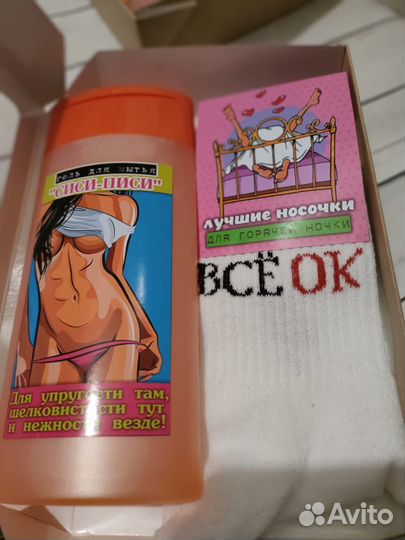 гель для мытья
"СИСИ-ПИСИ"
Для упругости там,
шелковистости тут
и нежности везде!
лучшие носочки
для горячей ночки
ВСЁ ОК
Avito